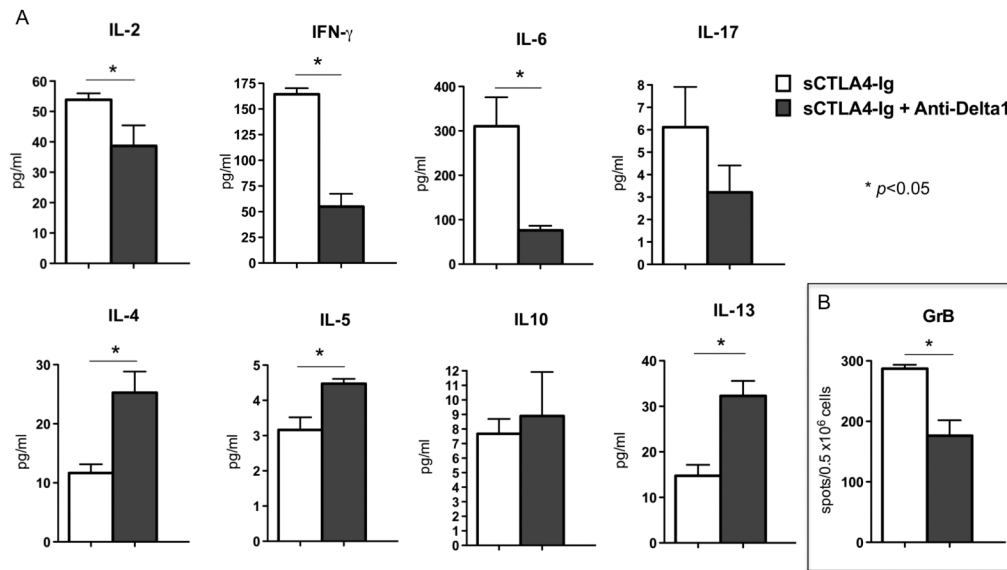 A
IL-2
IFN-γ
IL-6
IL-17
* 
* 
* 
pg/ml
60
50
40
30
20
10
0
pg/ml
175
150
125
100
75
50
25
0
pg/ml
400
300
200
100
0
pg/ml
8
7
6
5
4
3
2
1
0
sCTLA4-Ig
sCTLA4-Ig + Anti-Delta1
* p<0.05
IL-4
IL-5
IL10
IL-13
* 
* 
* 
pg/ml
30
20
10
0
pg/ml
5
4
3
2
1
0
pg/ml
12
11
10
9
8
7
6
5
4
3
2
1
0
pg/ml
40
30
20
10
0
B
GrB
* 
spots/0.5 x10⁶ cells
300
200
100
0